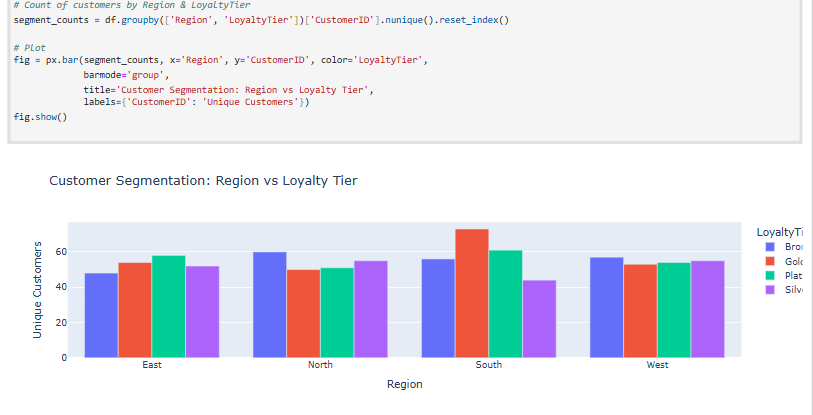 # Count of customers by Region & LoyaltyTier
segment_counts = df.groupby(['Region', 'LoyaltyTier'])['CustomerID'].nunique().reset_index()
# Plot
fig = px.bar(segment_counts, x='Region', y='CustomerID', color='LoyaltyTier',
barmode='group',
title='Customer Segmentation: Region vs Loyalty Tier',
labels={'CustomerID': 'Unique Customers'})
fig.show()
Customer Segmentation: Region vs Loyalty Tier
Unique Customers
60
40
20
0
East North South West
Region
LoyaltyTi
Bro
Gol
Plat
Silv